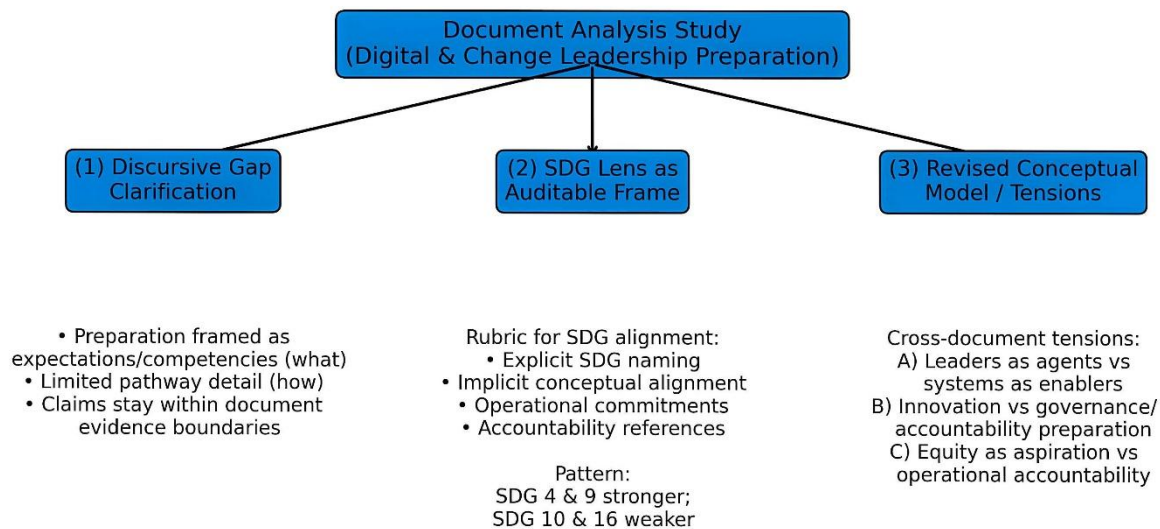 Document Analysis Study
(Digital & Change Leadership Preparation)
(1) Discursive Gap
Clarification
(2) SDG Lens as
Auditable Frame
(3) Revised Conceptual
Model / Tensions
• Preparation framed as
expectations/competencies (what)
• Limited pathway detail (how)
• Claims stay within document
evidence boundaries
Rubric for SDG alignment:
• Explicit SDG naming
• Implicit conceptual alignment
• Operational commitments
• Accountability references
Pattern:
SDG 4 & 9 stronger;
SDG 10 & 16 weaker
Cross-document tensions:
A) Leaders as agents vs
systems as enablers
B) Innovation vs governance/
accountability preparation
C) Equity as aspiration vs
operational accountability